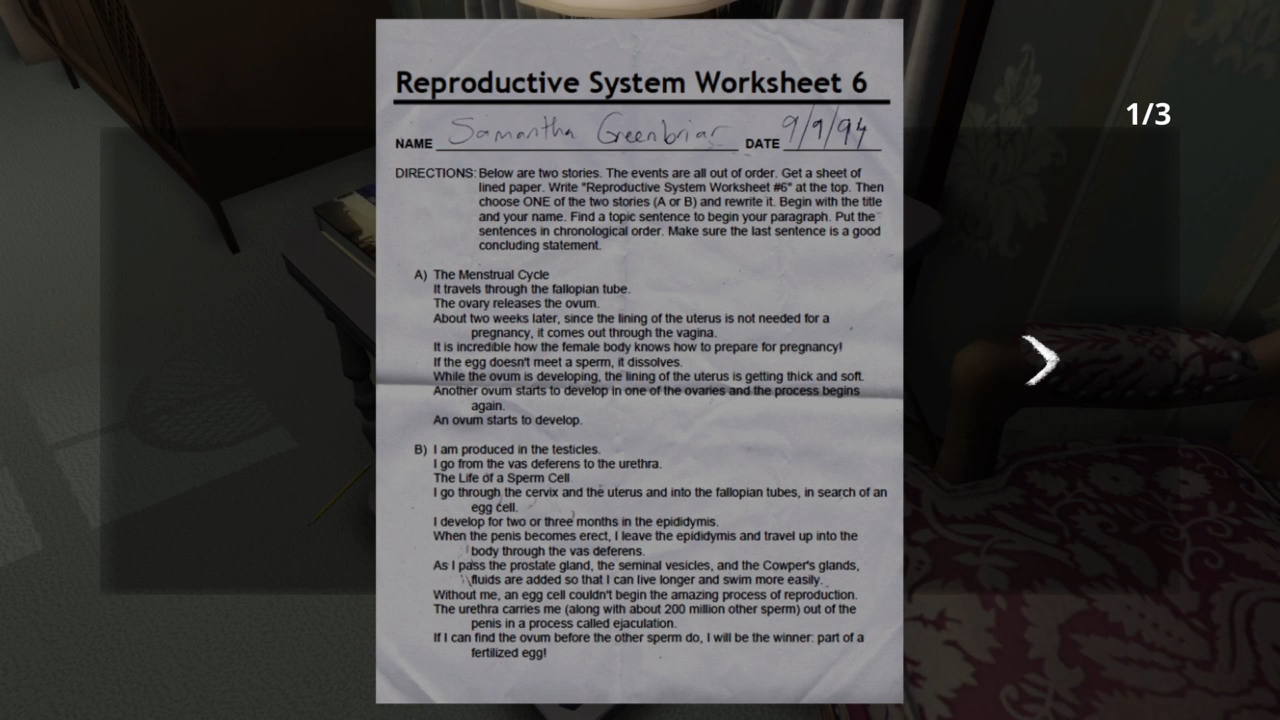 Reproductive System Worksheet 6
1/3
NAME Samantha Greenbriar DATE 9/9/94
DIRECTIONS: Below are two stories. The events are all out of order. Get a sheet of
lined paper. Write "Reproductive System Worksheet #6" at the top. Then
choose ONE of the two stories (A or B) and rewrite it. Begin with the title
and your name. Find a topic sentence to begin your paragraph. Put the
sentences in chronological order. Make sure the last sentence is a good
concluding statement.
A) The Menstrual Cycle
It travels through the fallopian tube.
The ovary releases the ovum.
About two weeks later, since the lining of the uterus is not needed for a
pregnancy, it comes out through the vagina.
It is incredible how the female body knows how to prepare for pregnancy!
If the egg doesn't meet a sperm, it dissolves.
While the ovum is developing, the lining of the uterus is getting thick and soft.
Another ovum starts to develop in one of the ovaries and the process begins
again.
An ovum starts to develop.
B) I am produced in the testicles.
I go from the vas deferens to the urethra.
The Life of a Sperm Cell
I go through the cervix and the uterus and into the fallopian tubes, in search of an
egg cell.
I develop for two or three months in the epididymis.
When the penis becomes erect, I leave the epididymis and travel up into the
body through the vas deferens.
As I pass the prostate gland, the seminal vesicles, and the Cowper's glands,
fluids are added so that I can live longer and swim more easily.
Without me, an egg cell couldn't begin the amazing process of reproduction.
The urethra carries me (along with about 200 million other sperm) out of the
penis in a process called ejaculation.
If I can find the ovum before the other sperm do, I will be the winner: part of a
fertilized egg!